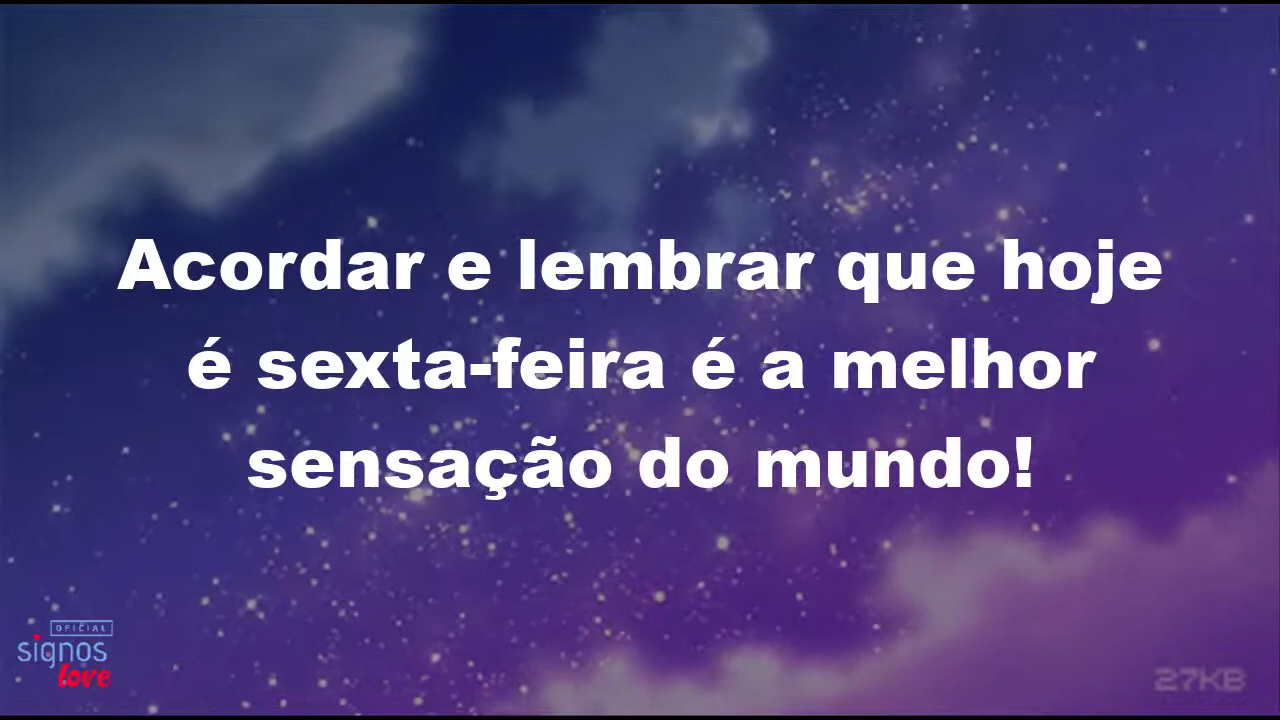 Acordar e lembrar que hoje
é sexta-feira é a melhor
sensação do mundo!
OFICIAL
signos
love
27KB